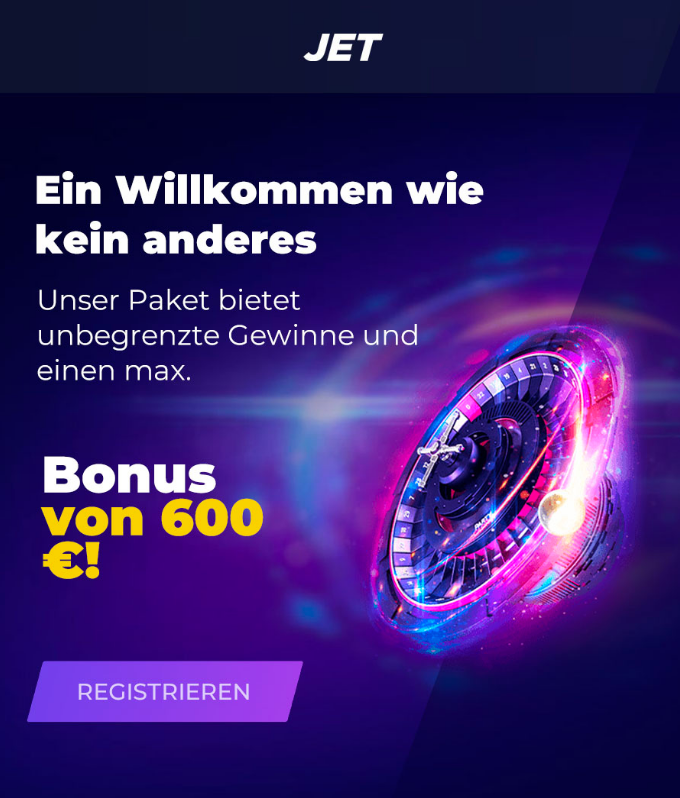 JET
Ein Willkommen wie
kein anderes
Unser Paket bietet
unbegrenzte Gewinne und
einen max.
Bonus
von 600
€!
REGISTRIEREN